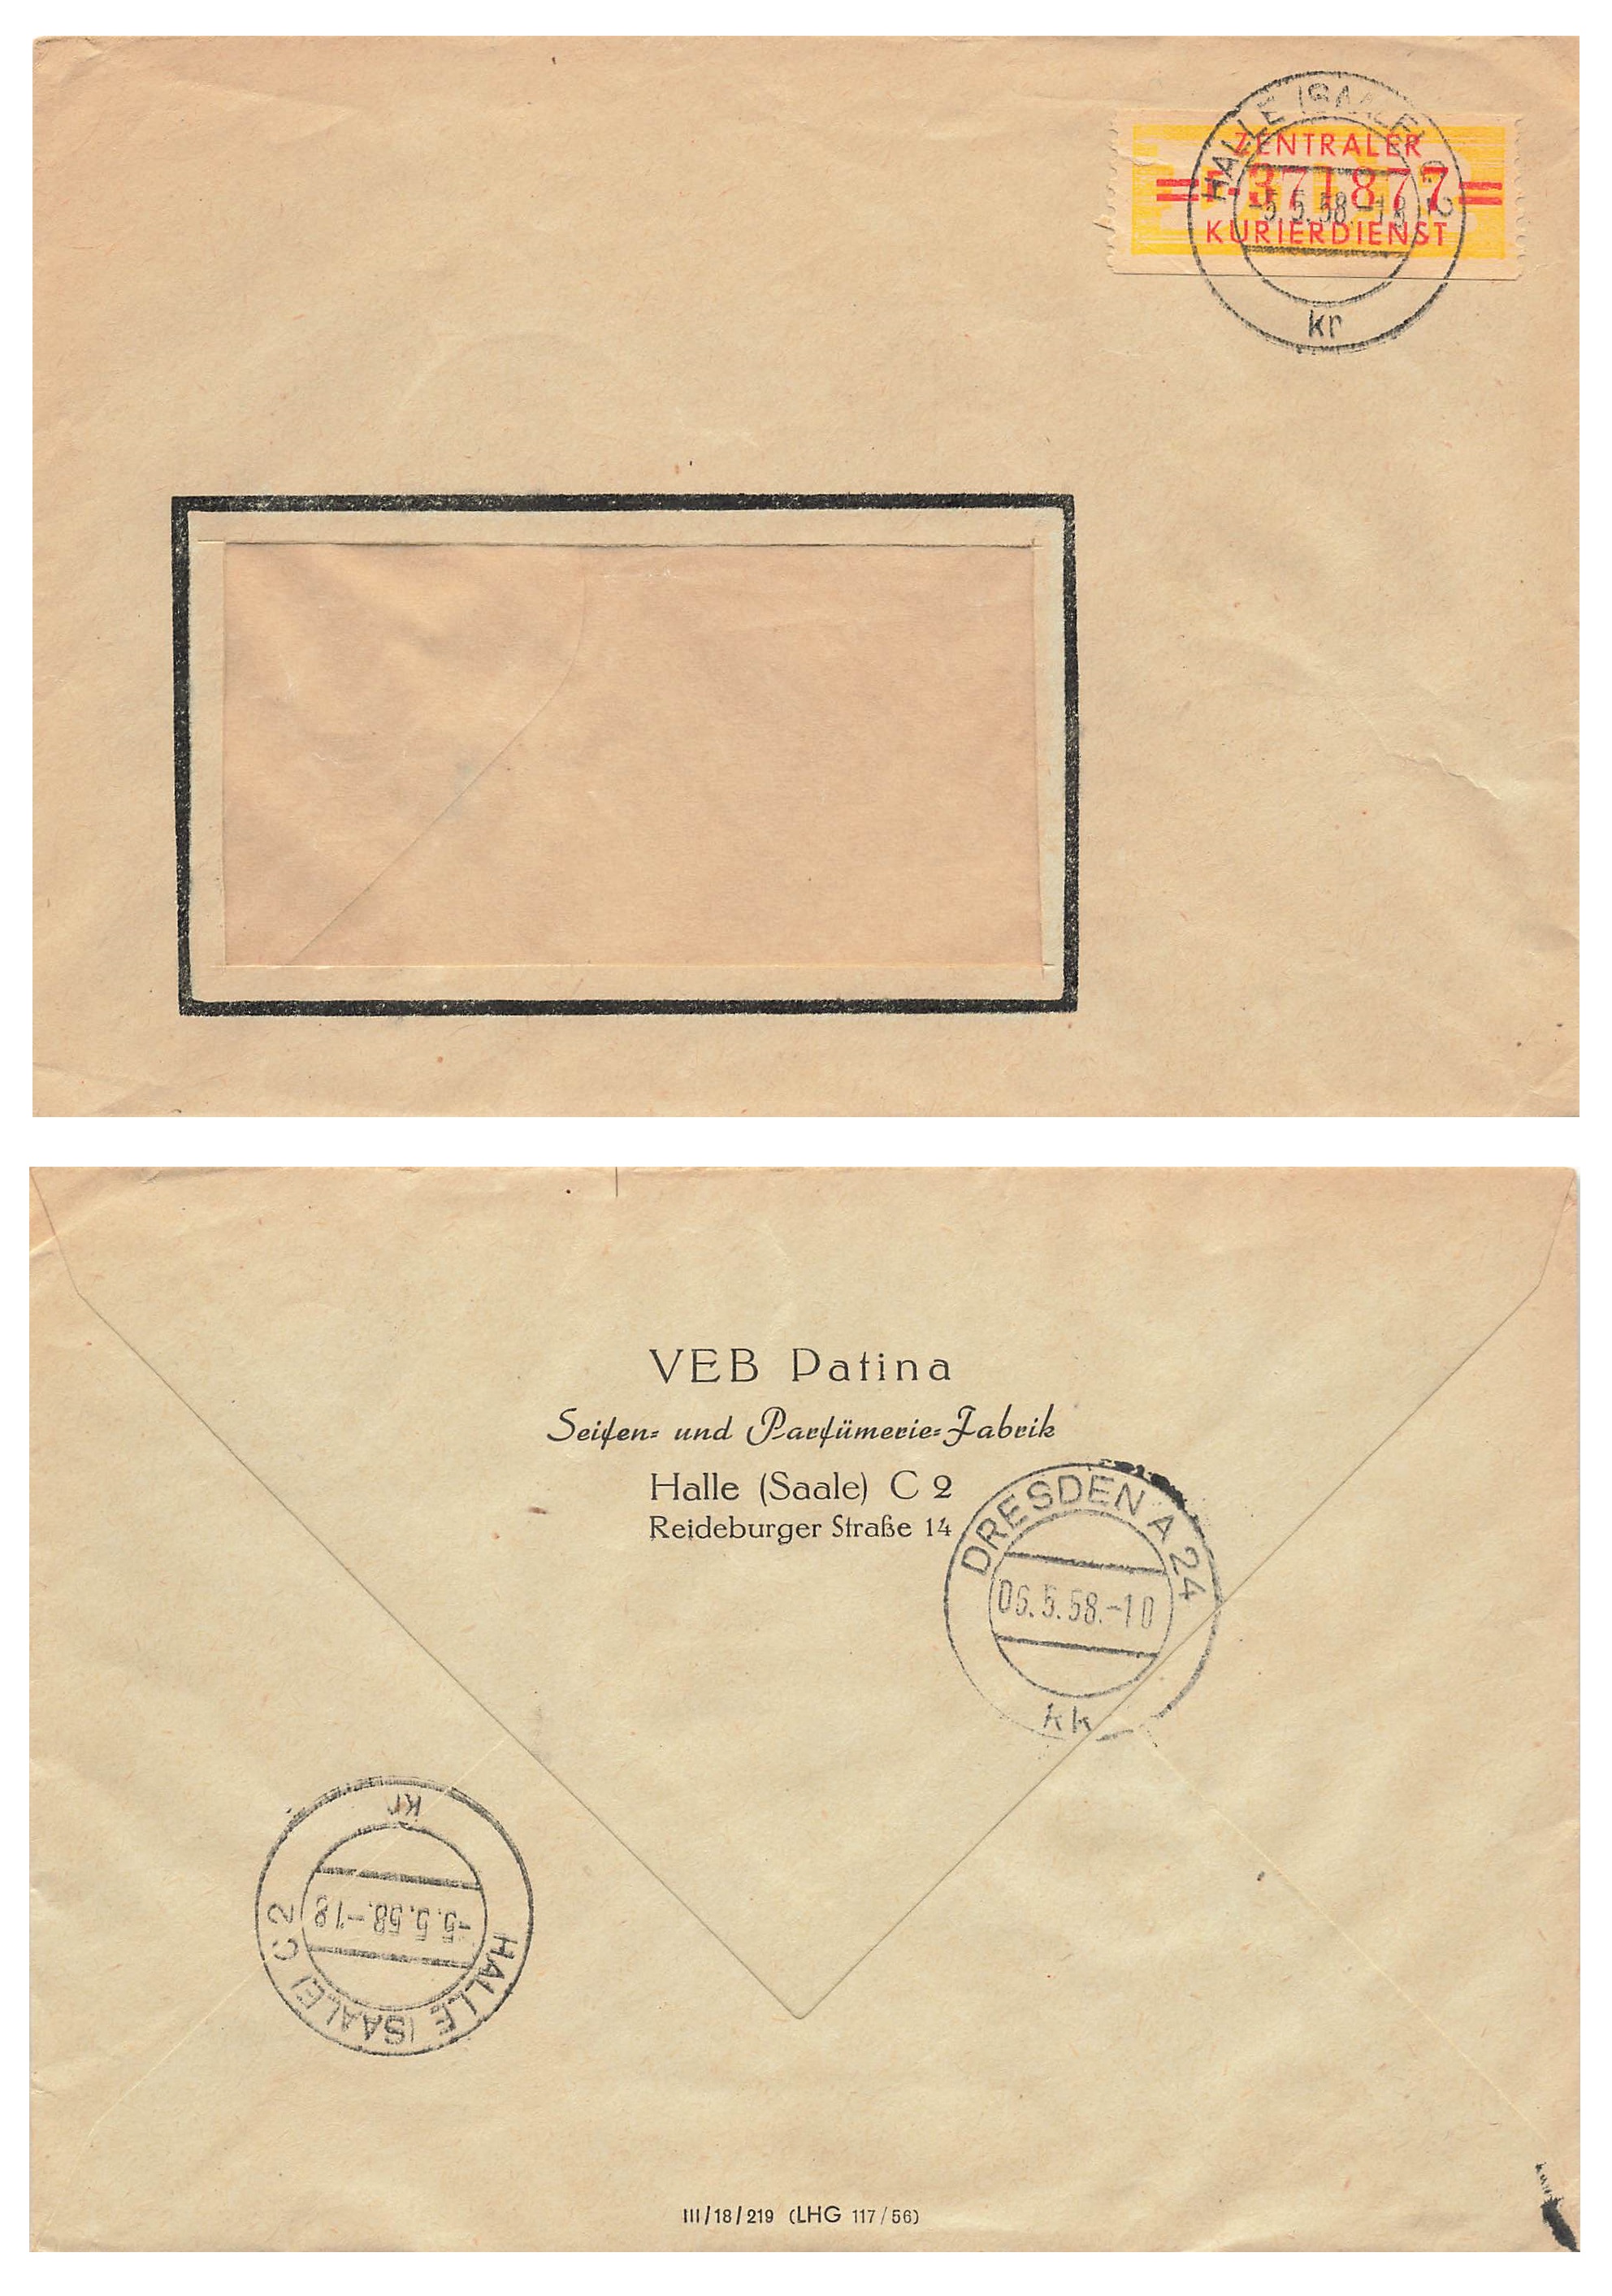 ZENTRALER
371877
KURIERDIENST
HALLE (SAALE) C2
-5.5.58.-18
kr
VEB Patina
Seifen- und Parfümerie-Fabrik
Halle (Saale) C 2
Reideburger Straße 14
DRESDEN A 24
06.5.58.-10
kk
kr
-5.5.58.-18
HALLE (SAALE) C2
III/18/219 (LHG 117/56)